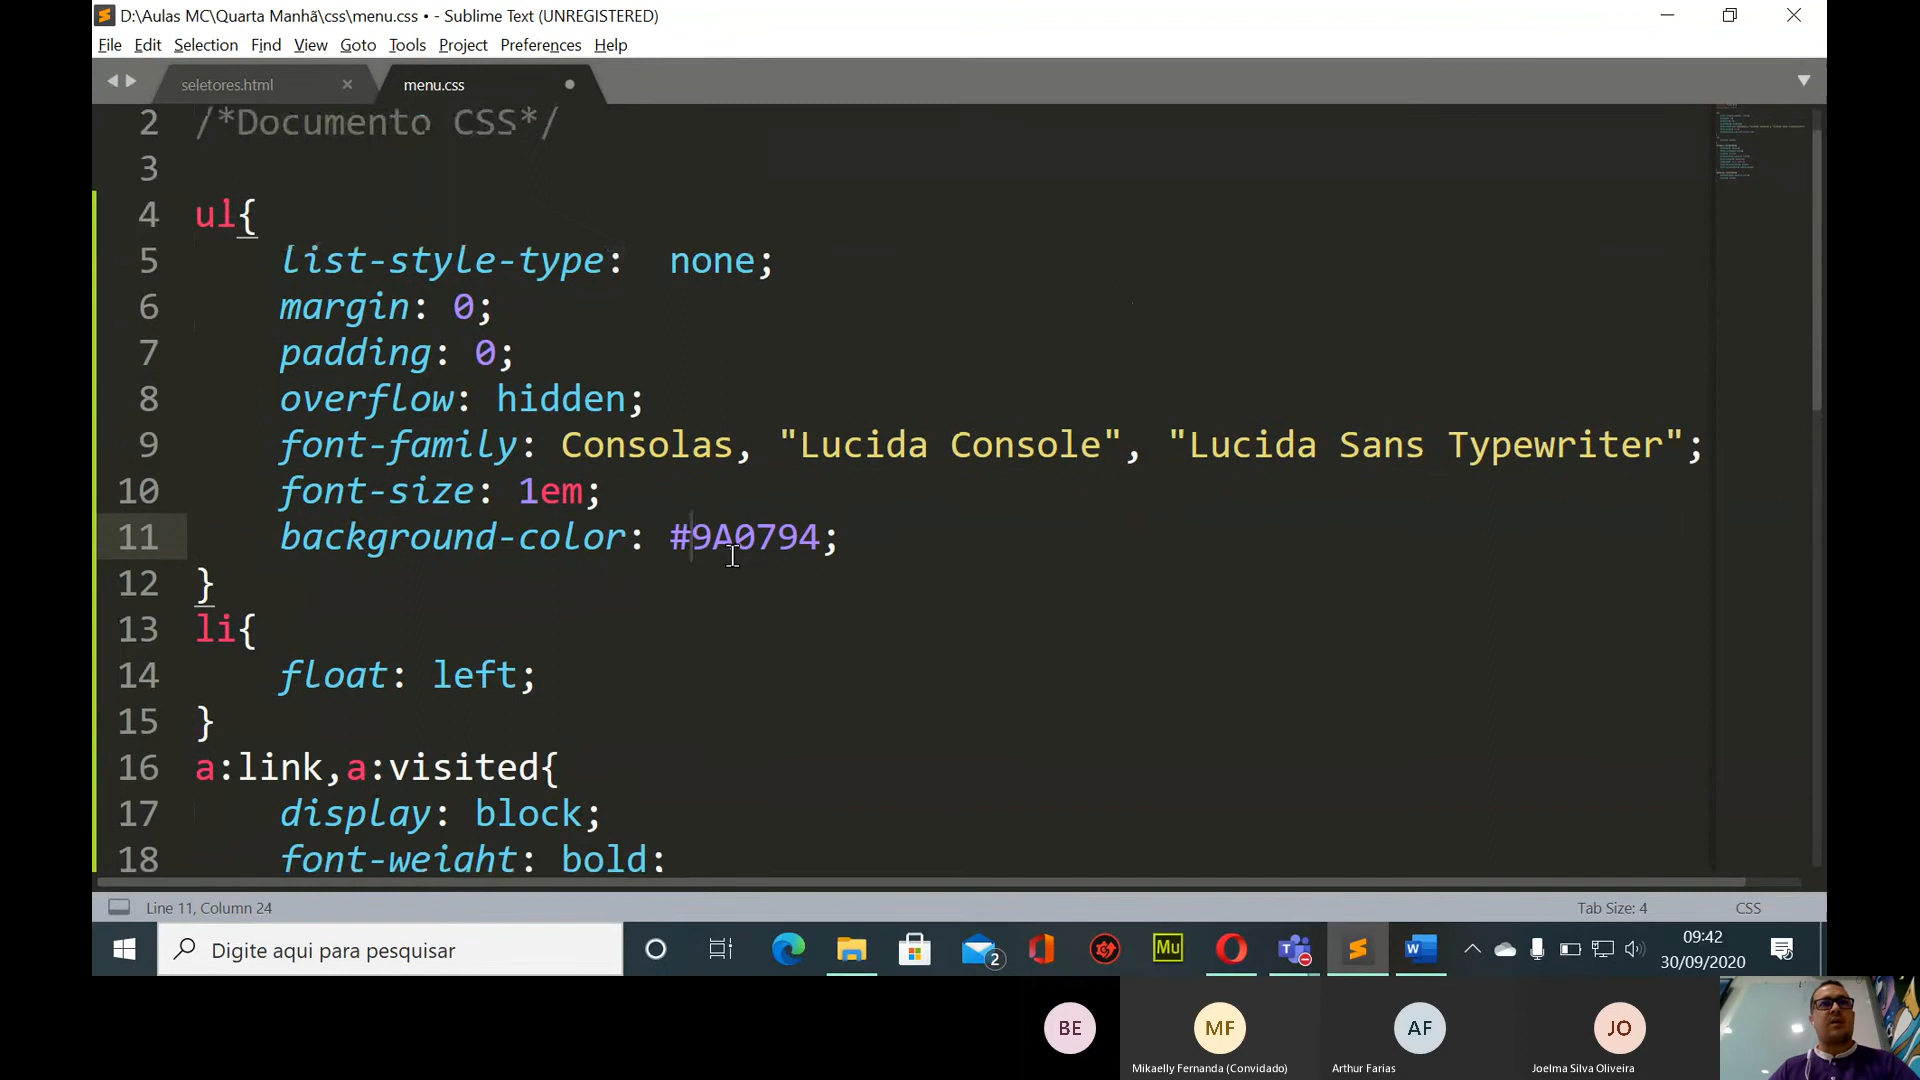 D:\Aulas MC\Quarta Manhã\css\menu.css • - Sublime Text (UNREGISTERED)
File Edit Selection Find View Goto Tools Project Preferences Help
seletores.html
menu.css
2 /*Documento CSS*/
3
4 ul{
5 list-style-type:  none;
6 margin: 0;
7 padding: 0;
8 overflow: hidden;
9 font-family: Consolas, "Lucida Console", "Lucida Sans Typewriter";
10 font-size: 1em;
11 background-color: #9A0794;
12 }
13 li{
14 float: left;
15 }
16 a:link,a:visited{
17 display: block;
18 font-weight: bold;
Line 11, Column 24
Tab Size: 4
CSS
Digite aqui para pesquisar
2
Mu
09:42
30/09/2020
BE
MF
AF
JO
Mikaelly Fernanda (Convidado)
Arthur Farias
Joelma Silva Oliveira